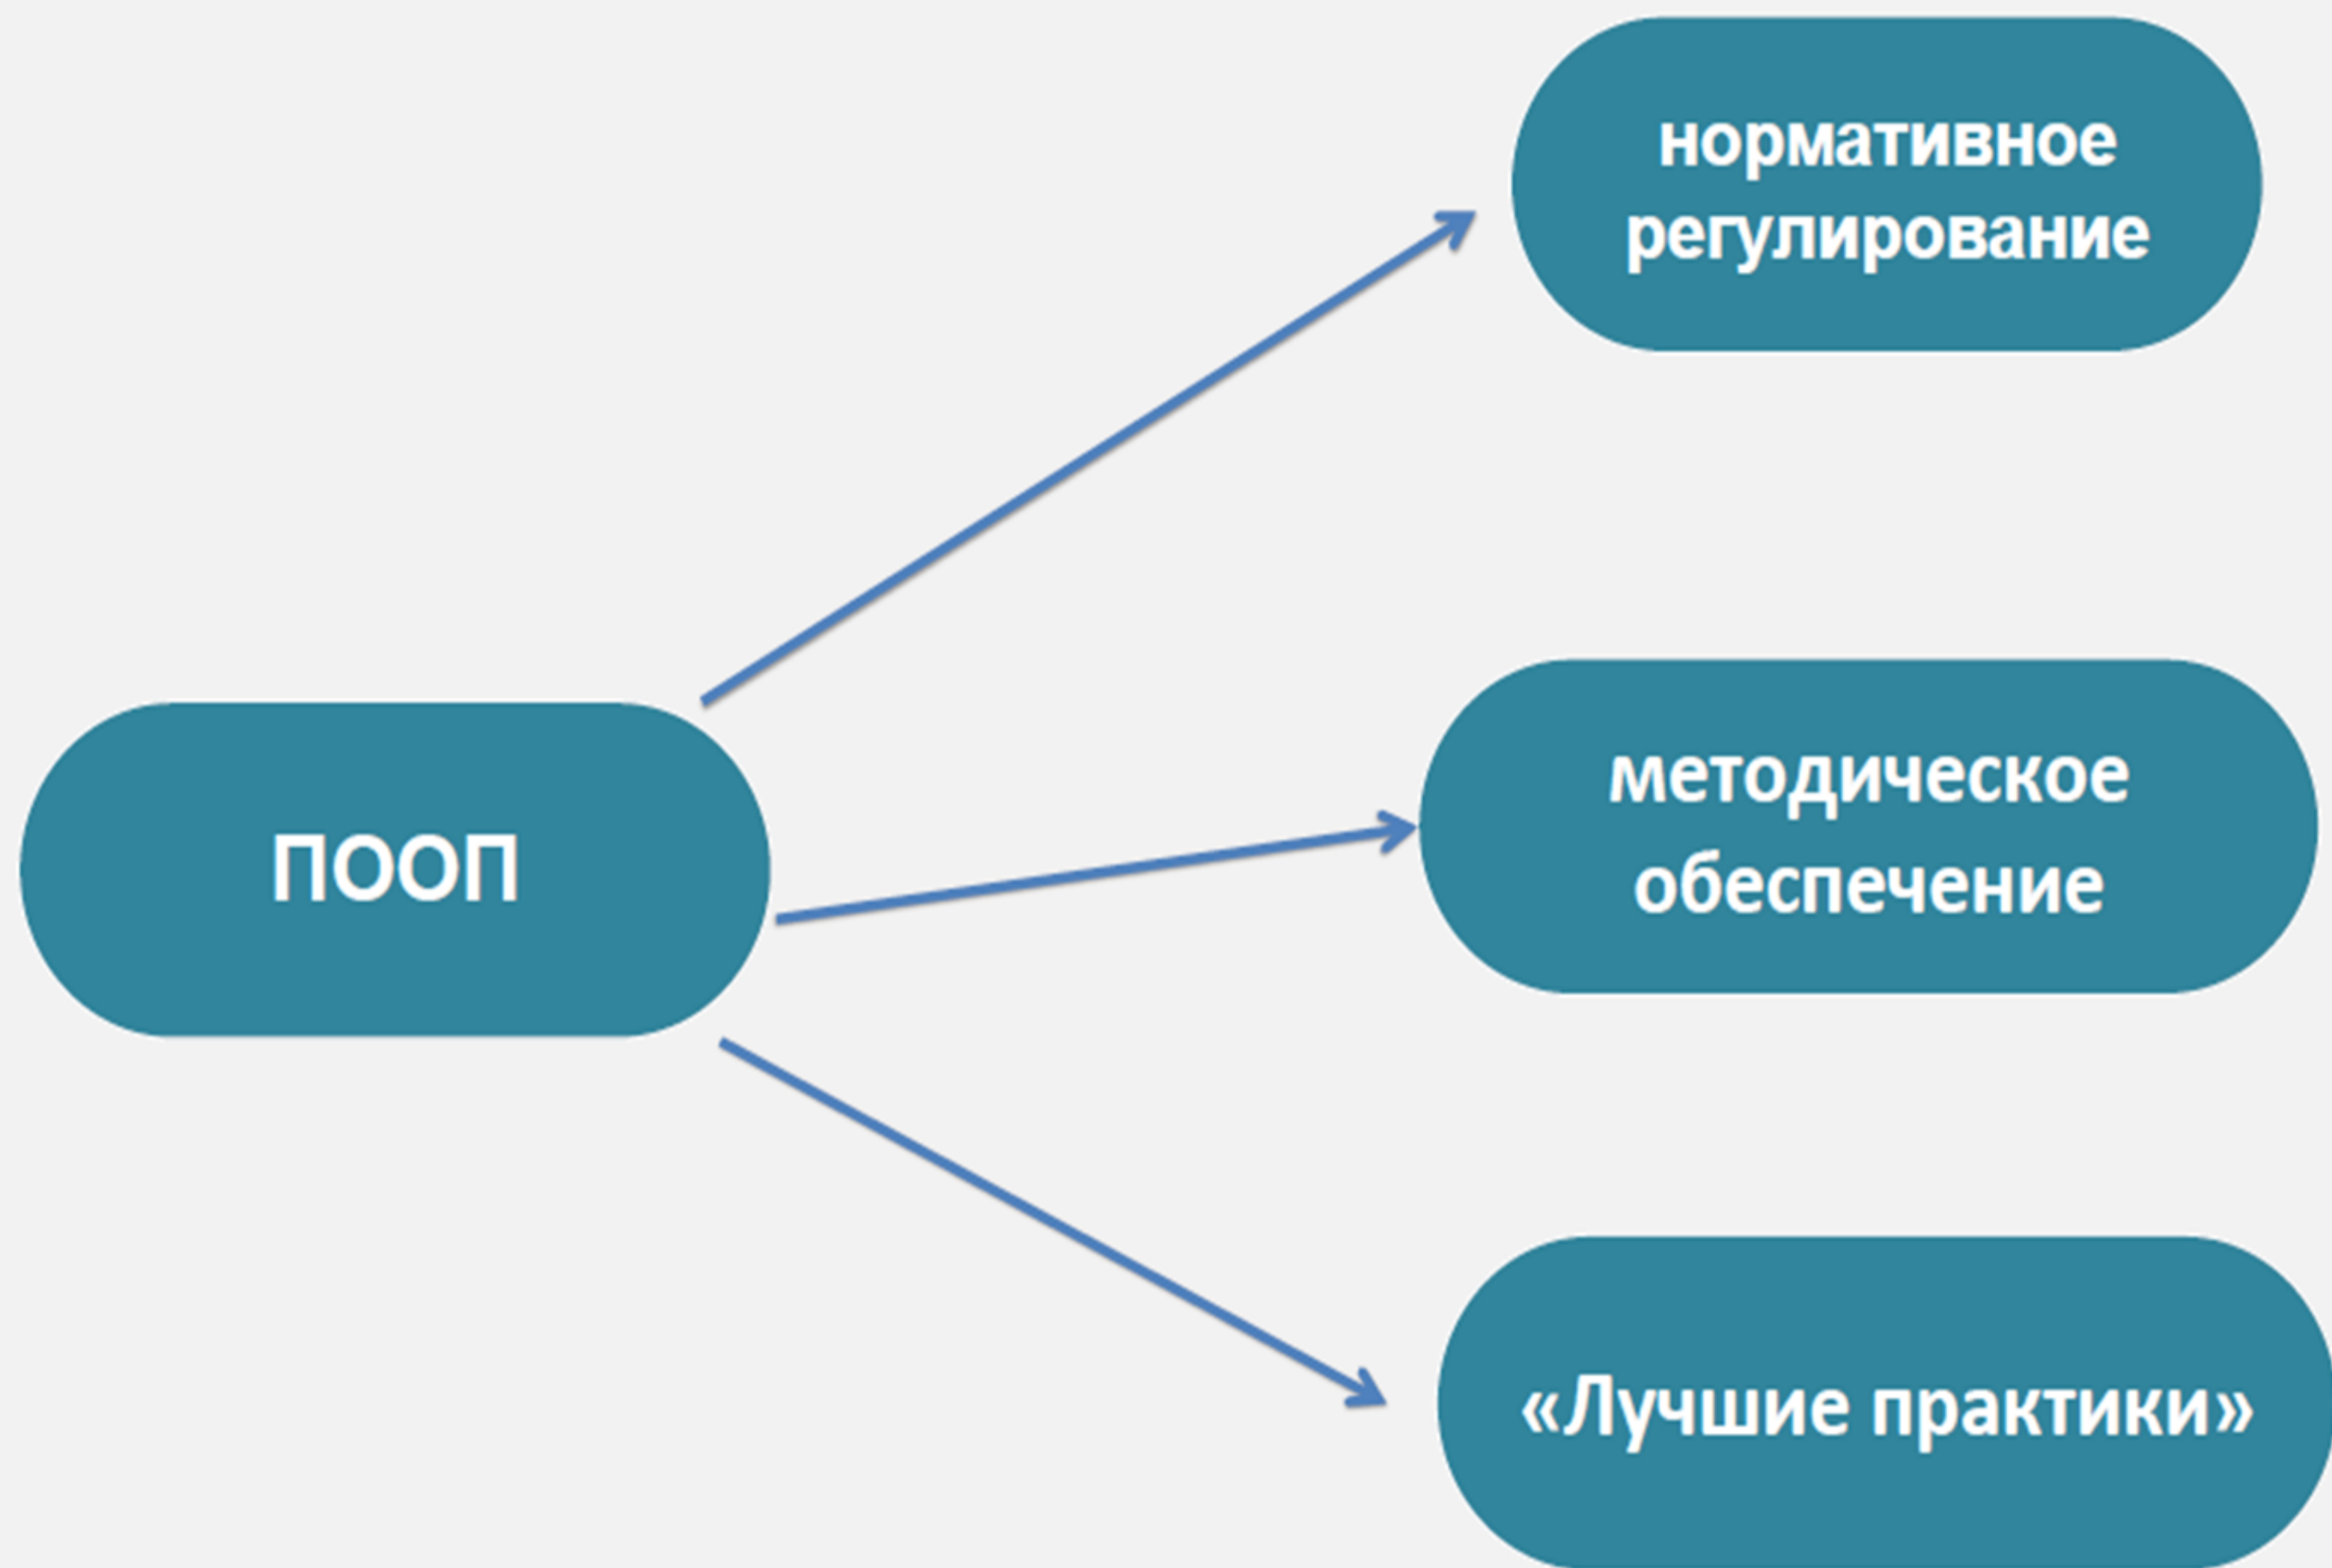 нормативное
регулирование
ПООП
методическое
обеспечение
«Лучшие практики»